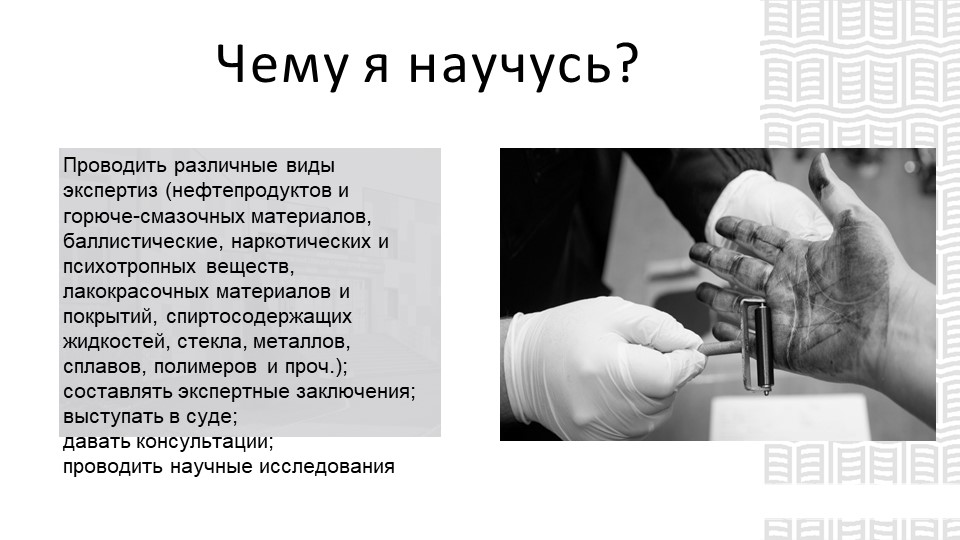 Чему я научусь?
Проводить различные виды
экспертиз (нефтепродуктов и
горюче-смазочных материалов,
баллистические, наркотических и
психотропных веществ,
лакокрасочных материалов и
покрытий, спиртосодержащих
жидкостей, стекла, металлов,
сплавов, полимеров и проч.);
составлять экспертные заключения;
выступать в суде;
давать консультации;
проводить научные исследования